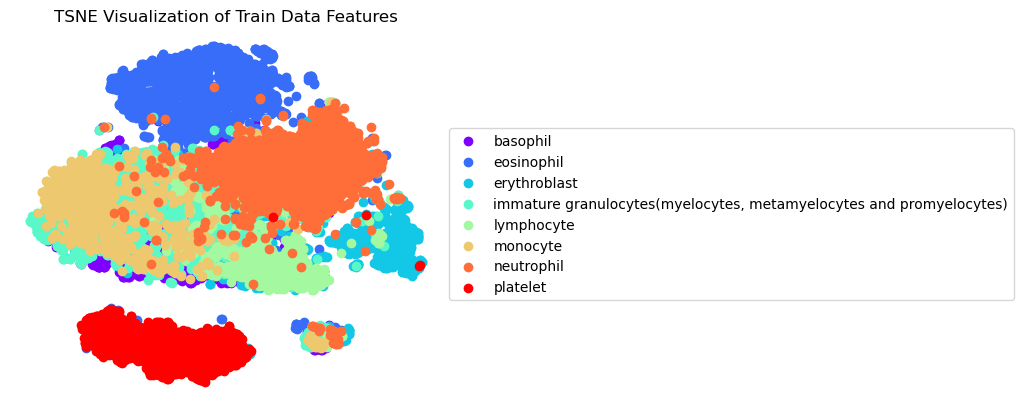 TSNE Visualization of Train Data Features
basophil
eosinophil
erythroblast
immature granulocytes(myelocytes, metamyelocytes and promyelocytes)
lymphocyte
monocyte
neutrophil
platelet